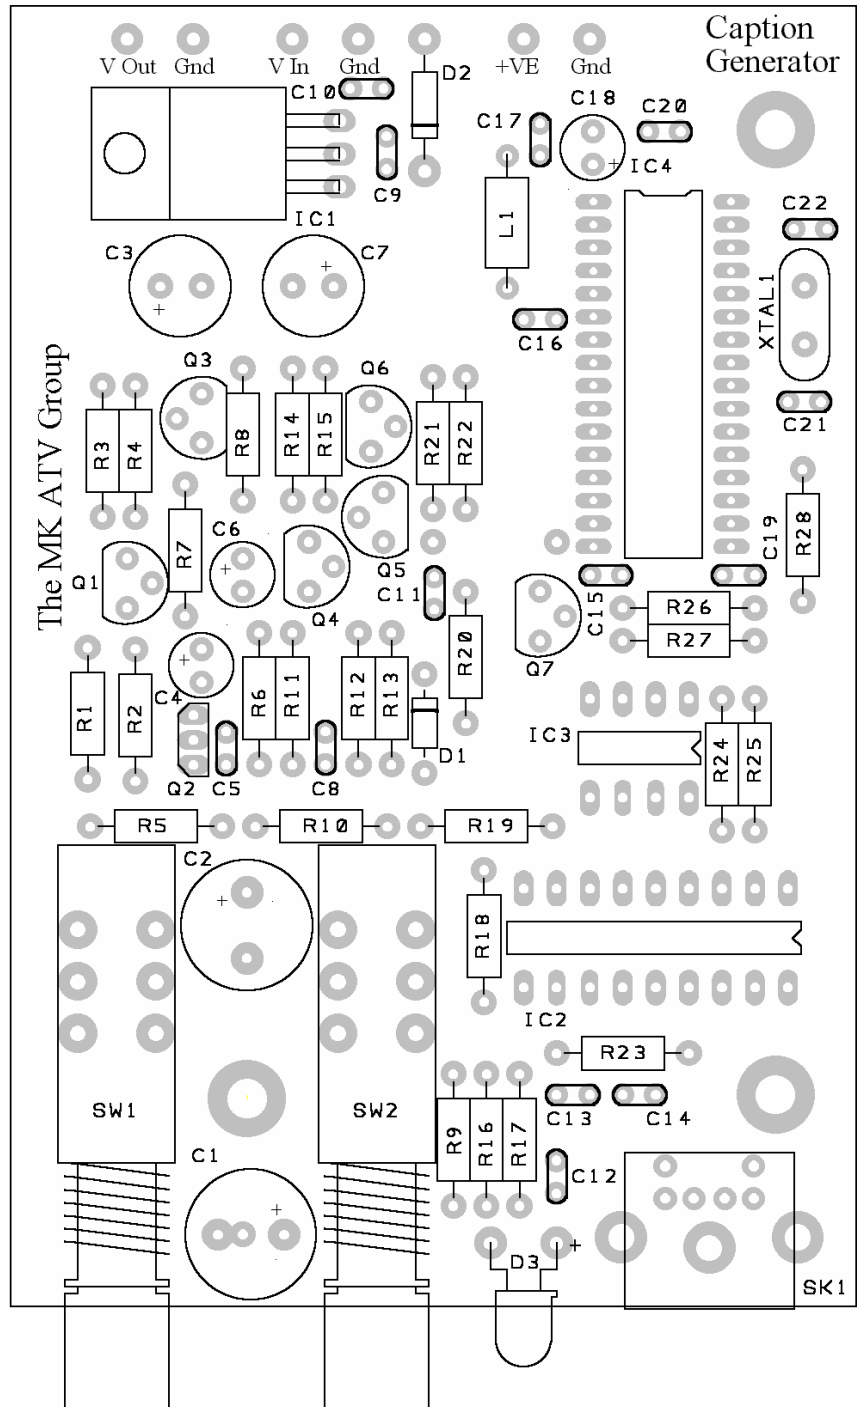 Caption
Generator
V Out
Gnd
V In
Gnd
D2
+VE
Gnd
C10
C18
C20
C17
+
IC4
C9
C22
L1
IC1
C3
C7
+
+
XTAL1
C16
Q3
Q6
C21
The MK ATV Group
R3
R4
R8
R14
R15
R21
R22
R28
C19
R7
C6
+
Q1
Q4
Q5
C11
C15
R26
R27
Q7
R20
+
C4
R1
R2
R6
R11
R12
R13
D1
IC3
R24
R25
Q2
C5
C8
R5
R10
R19
C2
+
R18
IC2
R23
SW1
SW2
R9
R16
R17
C13
C14
C1
+
C12
D3
+
SK1